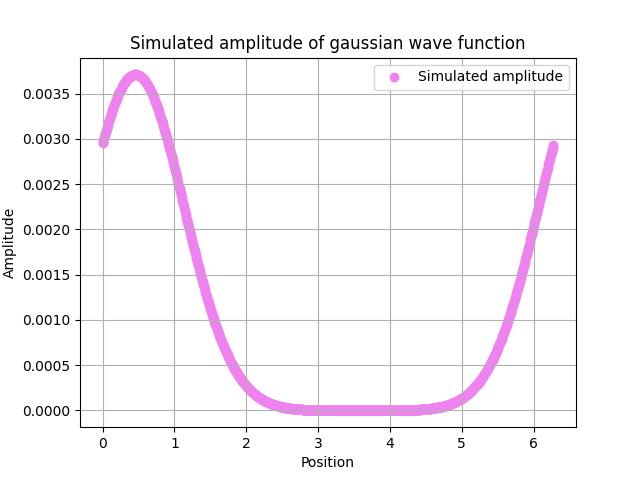 Simulated amplitude of gaussian wave function
Simulated amplitude
Amplitude
0.0035
0.0030
0.0025
0.0020
0.0015
0.0010
0.0005
0.0000
0 1 2 3 4 5 6
Position